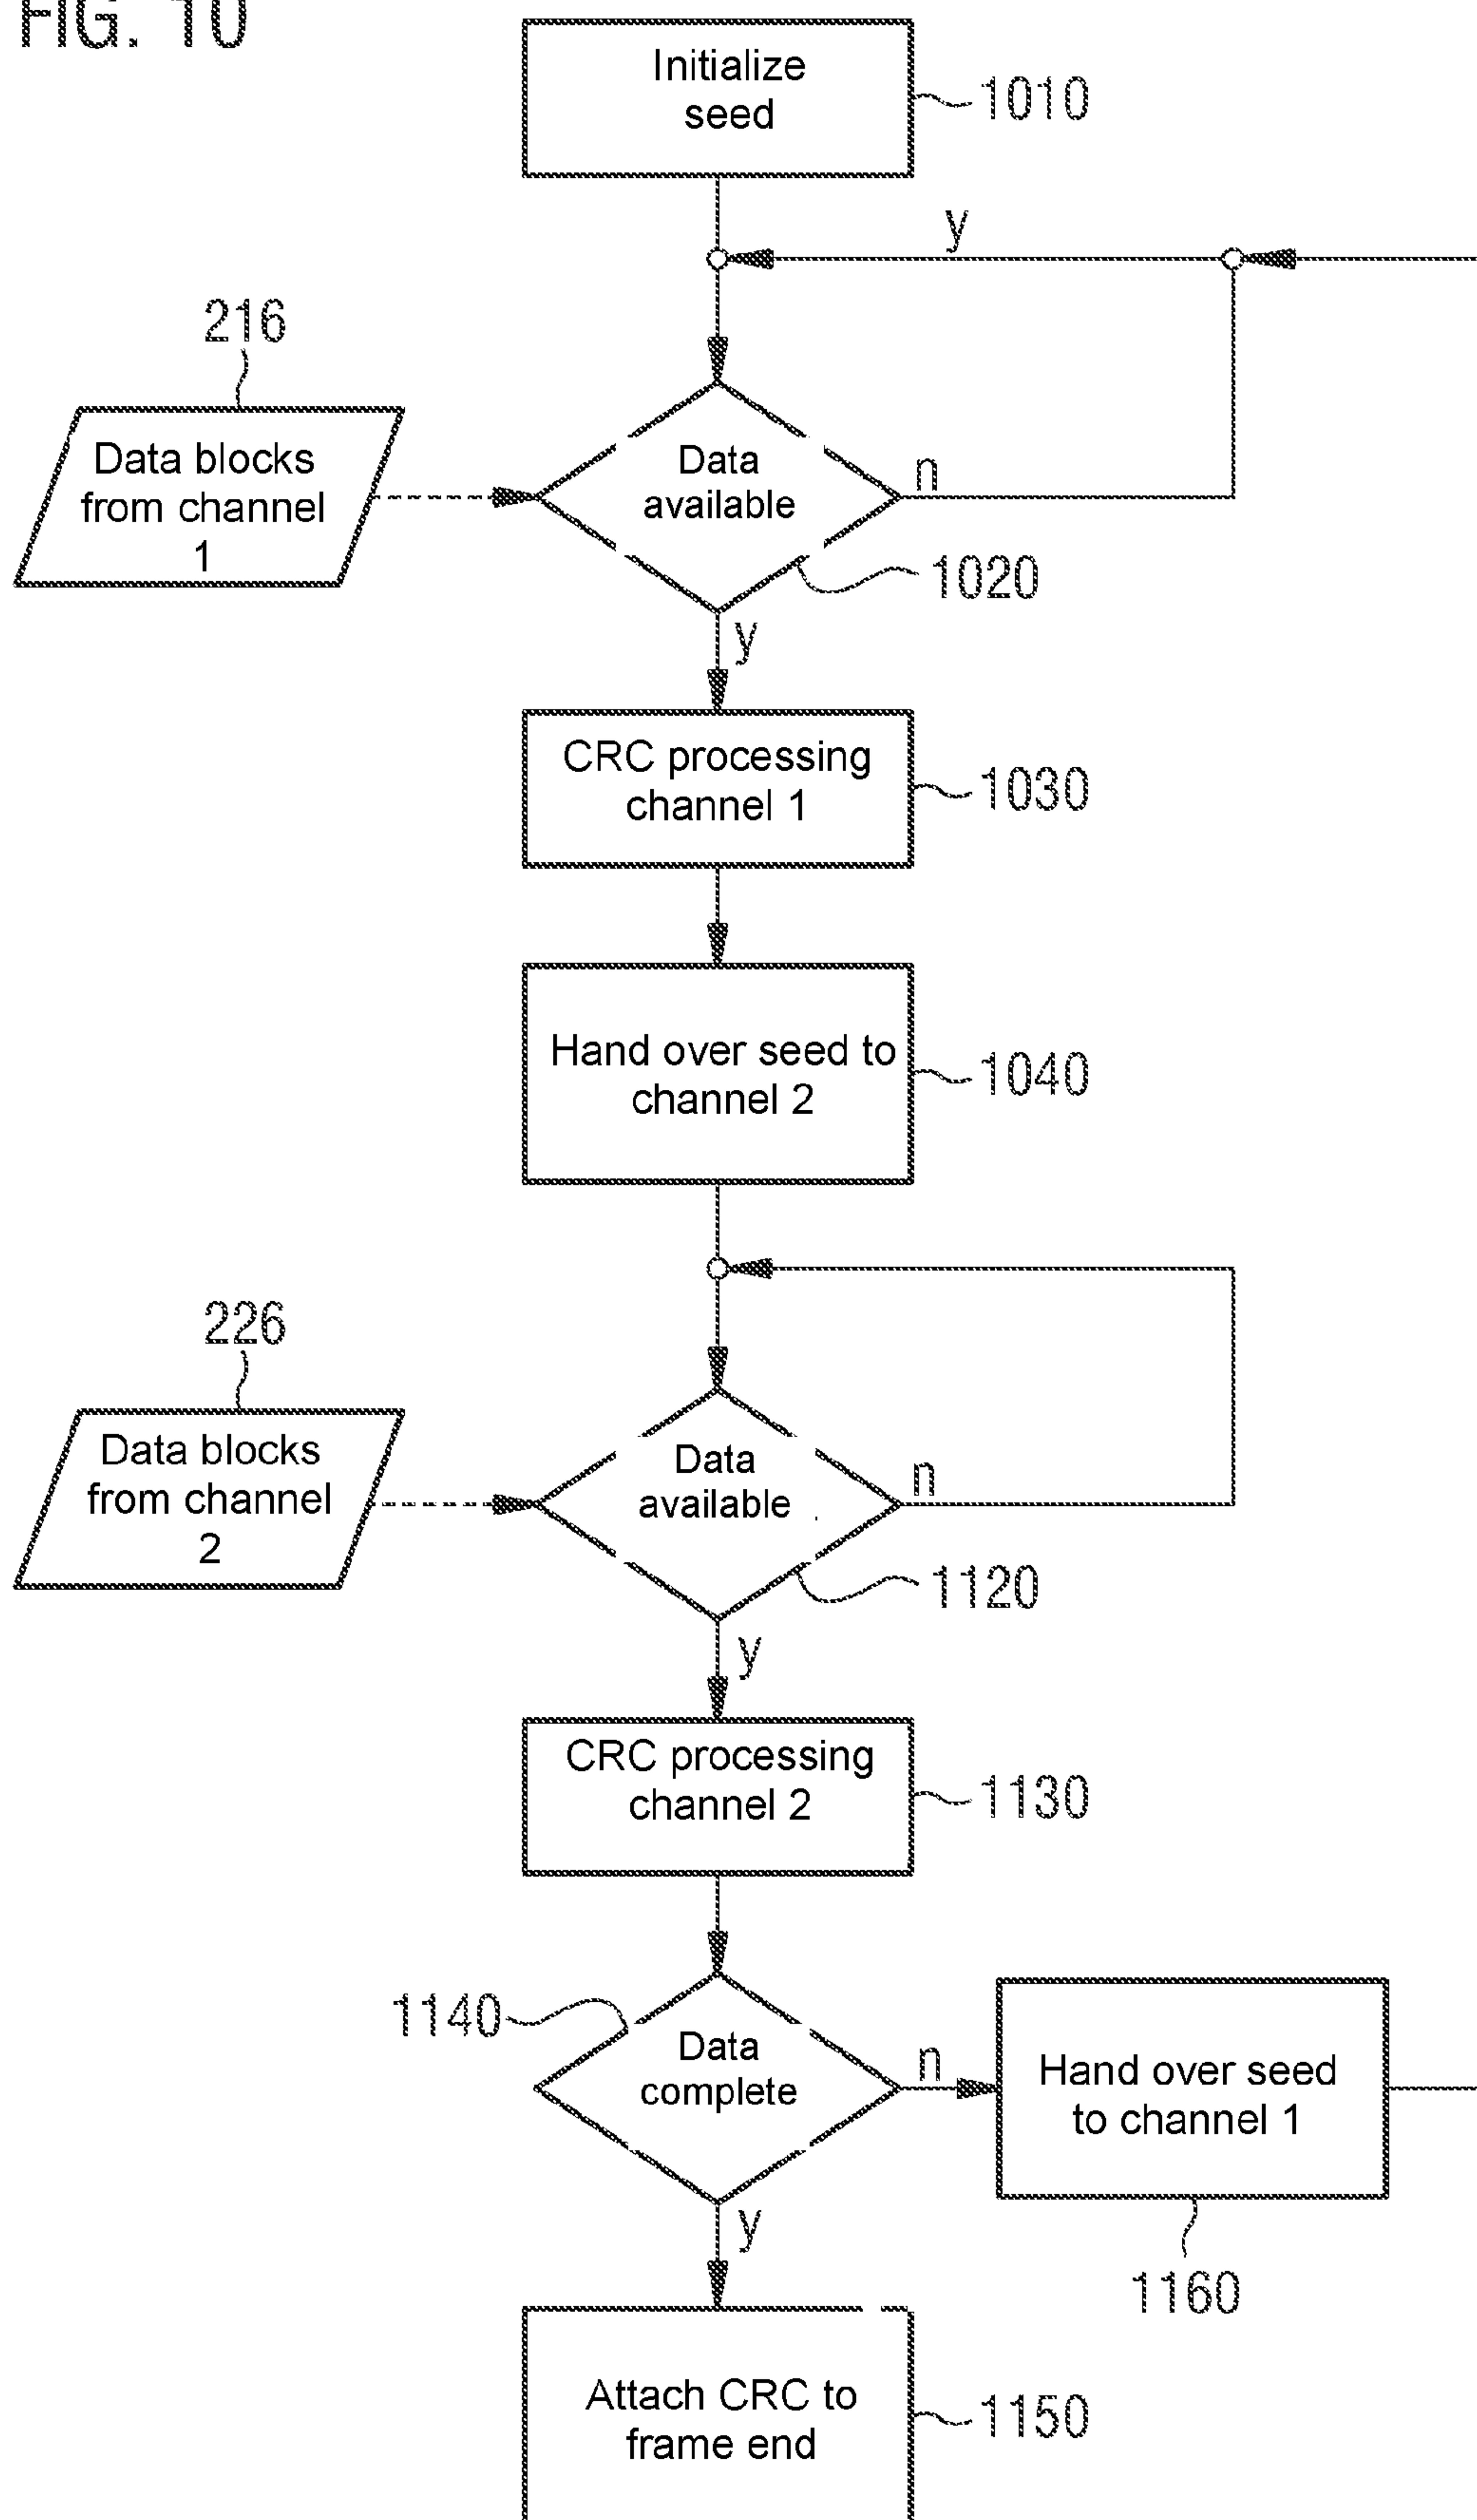 FIG. 10
Initialize
seed
1010
y
216
Data blocks
from channel
1
Data
available
n
1020
y
CRC processing
channel 1
1030
Hand over seed to
channel 2
1040
226
Data blocks
from channel
2
Data
available
n
1120
y
CRC processing
channel 2
1130
1140
Data
complete
n
Hand over seed
to channel 1
y
1160
Attach CRC to
frame end
1150